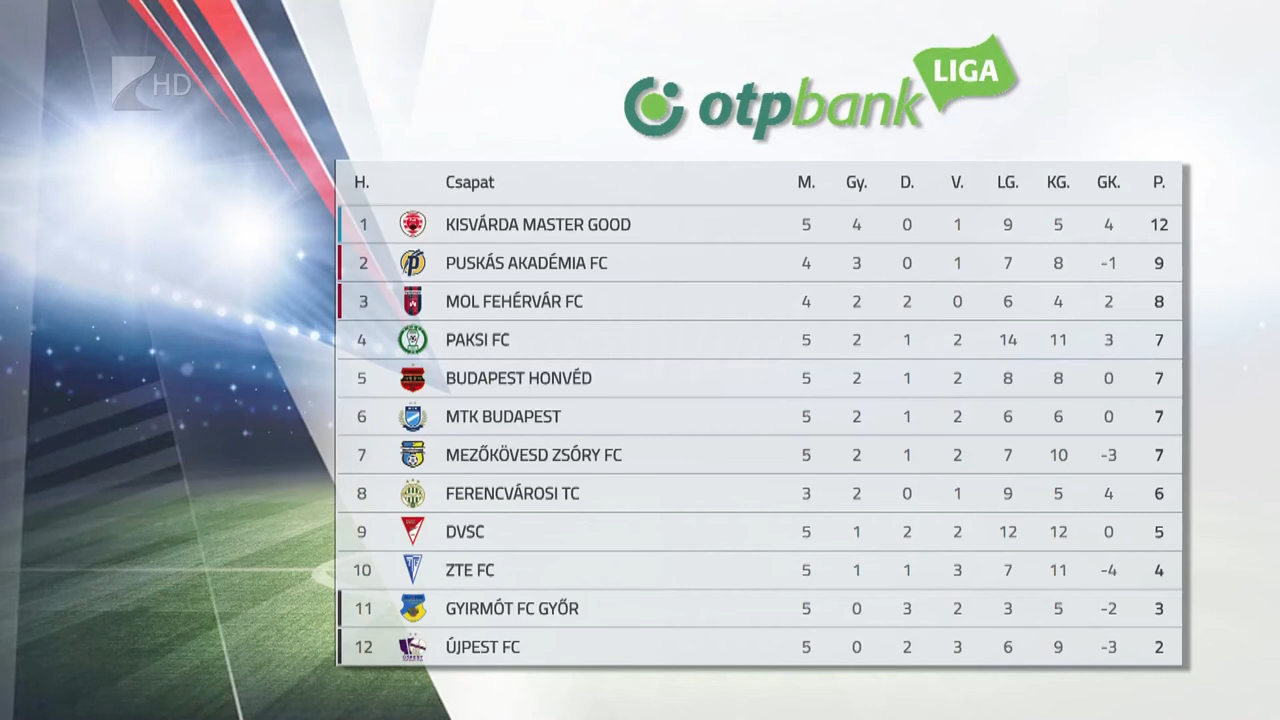 HD
LIGA
otpbank
H. Csapat M. Gy. D. V. LG. KG. GK. P.
1 KISVÁRDA MASTER GOOD 5 4 0 1 9 5 4 12
2 PUSKÁS AKADÉMIA FC 4 3 0 1 7 8 -1 9
3 MOL FEHÉRVÁR FC 4 2 2 0 6 4 2 8
4 PAKSI FC 5 2 1 2 14 11 3 7
5 BUDAPEST HONVÉD 5 2 1 2 8 8 0 7
6 MTK BUDAPEST 5 2 1 2 6 6 0 7
7 MEZŐKÖVESD ZSÓRY FC 5 2 1 2 7 10 -3 7
8 FERENCVÁROSI TC 3 2 0 1 9 5 4 6
9 DVSC 5 1 2 2 12 12 0 5
10 ZTE FC 5 1 1 3 7 11 -4 4
11 GYIRMÓT FC GYŐR 5 0 3 2 3 5 -2 3
12 ÚJPEST FC 5 0 2 3 6 9 -3 2